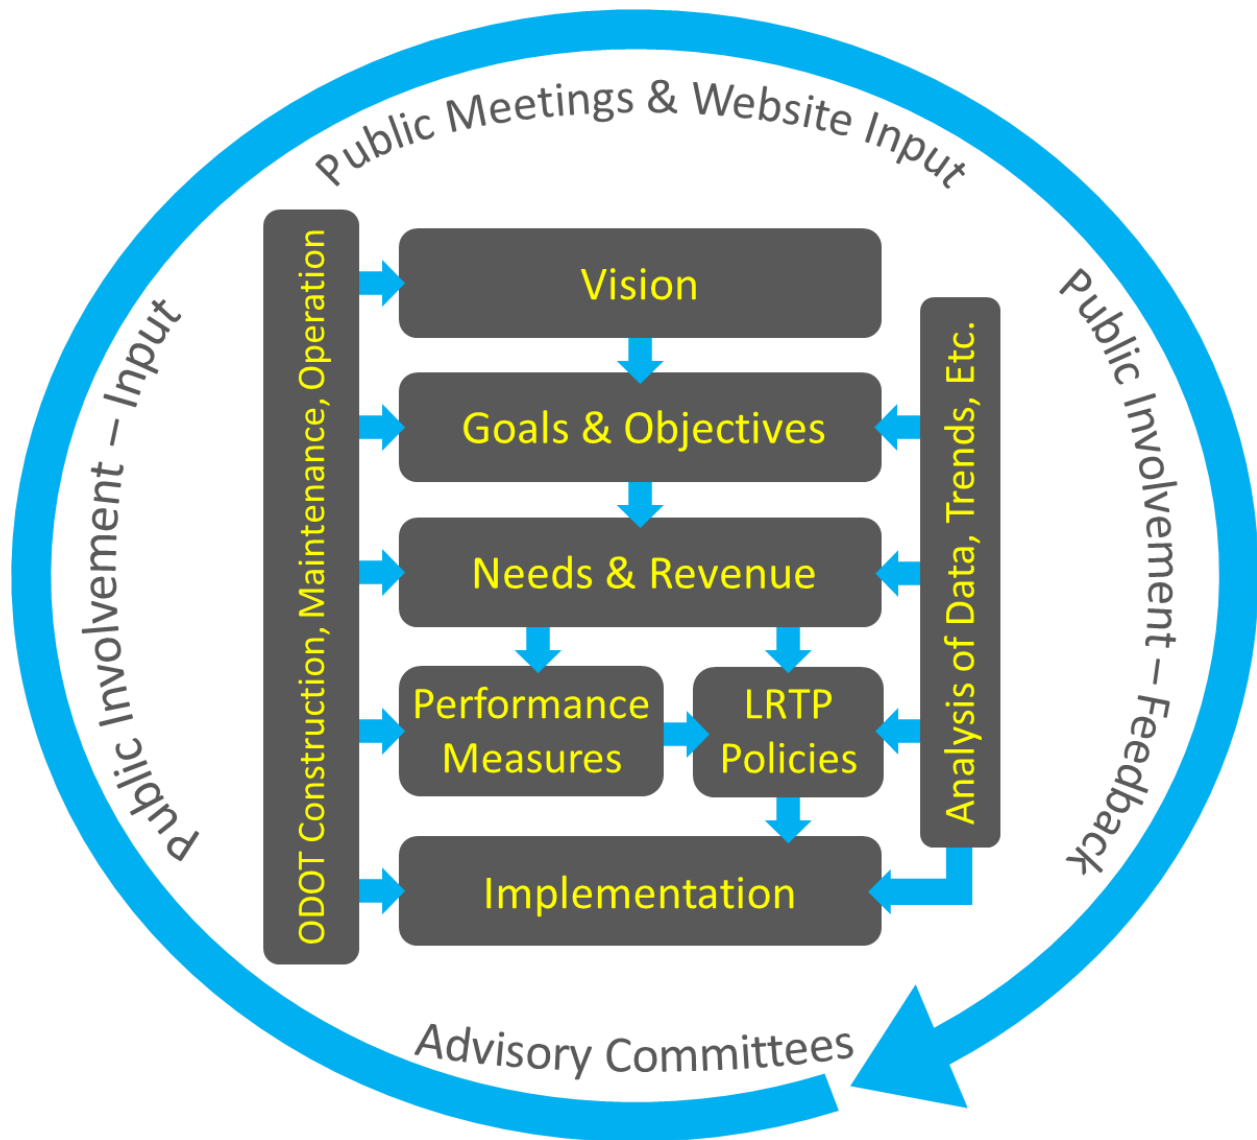 Public Meetings & Website Input
Public Involvement – Input
ODOT Construction, Maintenance, Operation
Vision
Goals & Objectives
Needs & Revenue
Performance
Measures
LRTP
Policies
Implementation
Analysis of Data, Trends, Etc.
Public Involvement – Feedback
Advisory Committees